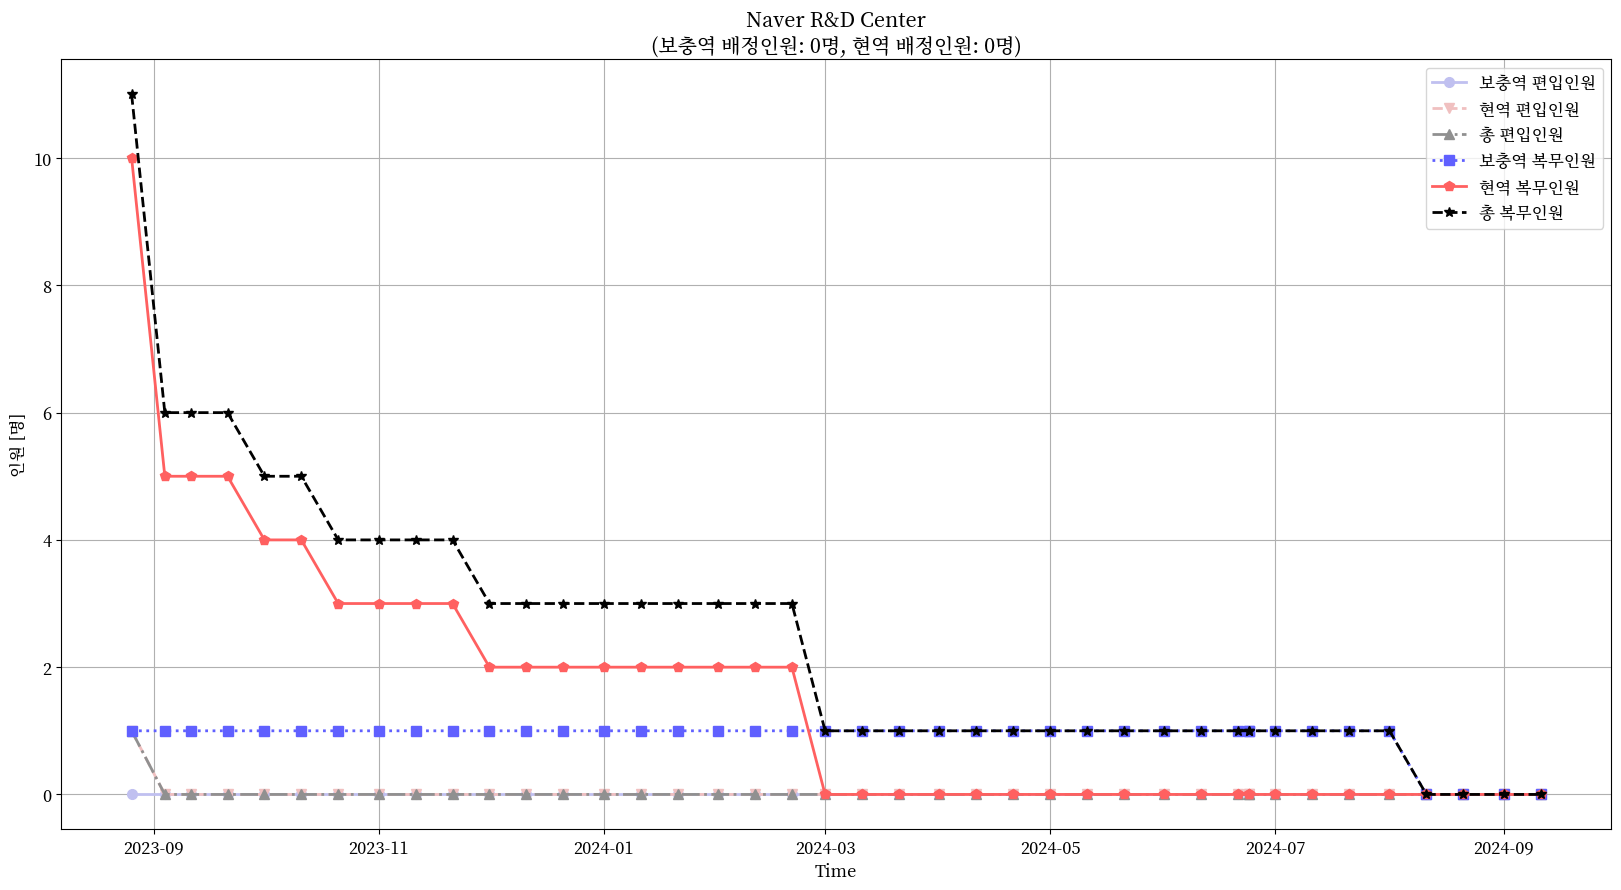 Naver R&D Center
(보충역 배정인원: 0명, 현역 배정인원: 0명)
보충역 편입인원
현역 편입인원
총 편입인원
보충역 복무인원
현역 복무인원
총 복무인원
인원 [명]
10
8
6
4
2
0
2023-09
2023-11
2024-01
2024-03
2024-05
2024-07
2024-09
Time